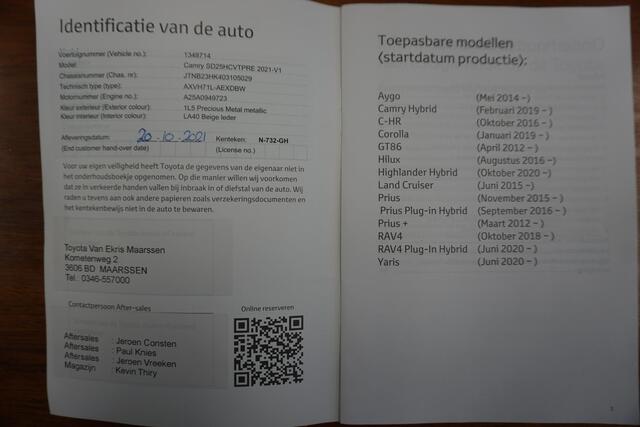 Identificatie van de auto
Voertuignummer (Vehicle no.): 1348714
Model: Camry SD25HCVTPRE 2021-V1
Chassisnummer (Chas. nr): JTNB23HK403105029
Technisch type (type): AXVH71L-AEXDBW
Motornummer (Engine no.): A25A0949723
Kleur exterieur (Exterior colour): 1L5 Precious Metal metallic
Kleur interieur (Interior colour): LA40 Beige leder
Afleveringsdatum: 20-10-2021 Kenteken: N-732-GH
(End customer hand-over date) (License no.)
Voor uw eigen veiligheid heeft Toyota de gegevens van de eigenaar niet in
het onderhoudsboekje opgenomen. Op die manier willen wij voorkomen
dat ze in verkeerde handen vallen bij inbraak in of diefstal van de auto. Wij
raden u tevens aan ook andere papieren zoals verzekeringsdocumenten en
het kentekenbewijs niet in de auto te bewaren.
Toyota Van Ekris Maarssen
Kometenweg 2
3606 BD MAARSSEN
Tel.: 0346-557000
Contactpersoon After-sales
Online reserveren
Aftersales : Jeroen Consten
Aftersales : Paul Knies
Aftersales : Jeroen Vreeken
Magazijn : Kevin Thiry
Toepasbare modellen
(startdatum productie):
Aygo (Mei 2014 – )
Camry Hybrid (Februari 2019 – )
C-HR (Oktober 2016 – )
Corolla (Januari 2019 – )
GT86 (April 2012 – )
Hilux (Augustus 2016 – )
Highlander Hybrid (Oktober 2020 – )
Land Cruiser (Juni 2015 – )
Prius (November 2015 – )
Prius Plug-in Hybrid (September 2016 – )
Prius + (Maart 2012 – )
RAV4 (Oktober 2018 – )
RAV4 Plug-In Hybrid (Juni 2020 – )
Yaris (Juni 2020 – )